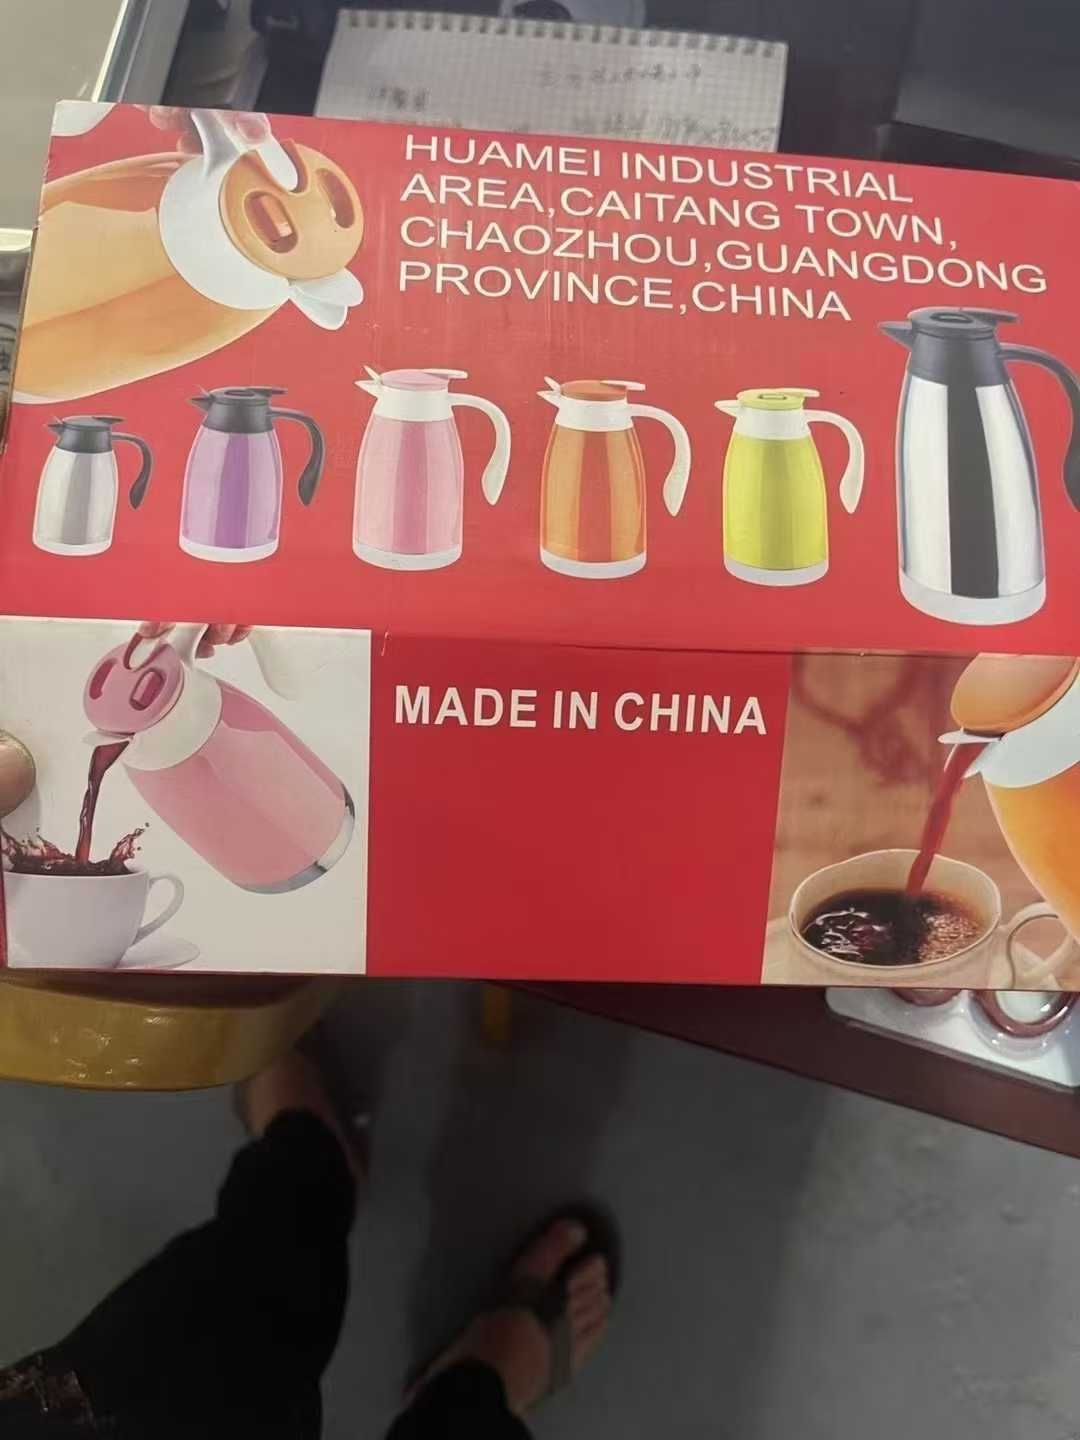 HUAMEI INDUSTRIAL
AREA,CAITANG TOWN,
CHAOZHOU,GUANGDONG
PROVINCE,CHINA
MADE IN CHINA